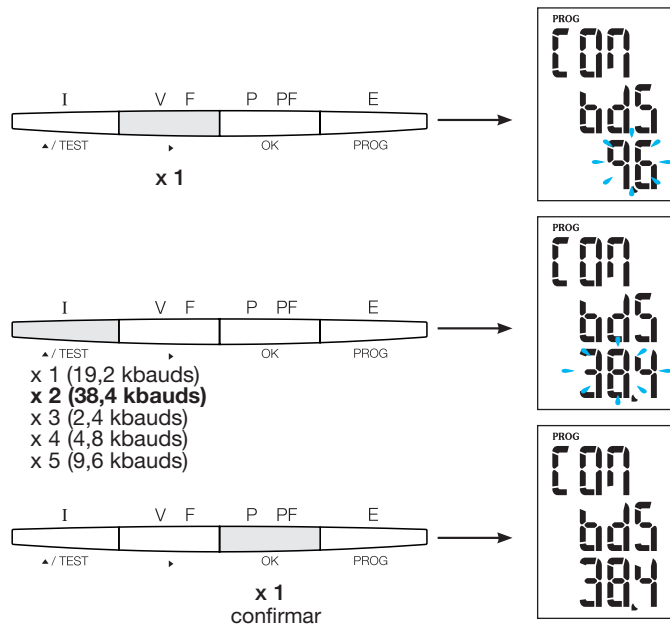 PROG
COM
bdS
9.6
I V F P PF E
▲ / TEST ▸ OK PROG
x 1
PROG
COM
bdS
38.4
I V F P PF E
▲ / TEST ▸ OK PROG
x 1 (19,2 kbauds)
x 2 (38,4 kbauds)
x 3 (2,4 kbauds)
x 4 (4,8 kbauds)
x 5 (9,6 kbauds)
PROG
COM
bdS
38.4
I V F P PF E
▲ / TEST ▸ OK PROG
x 1
confirmar